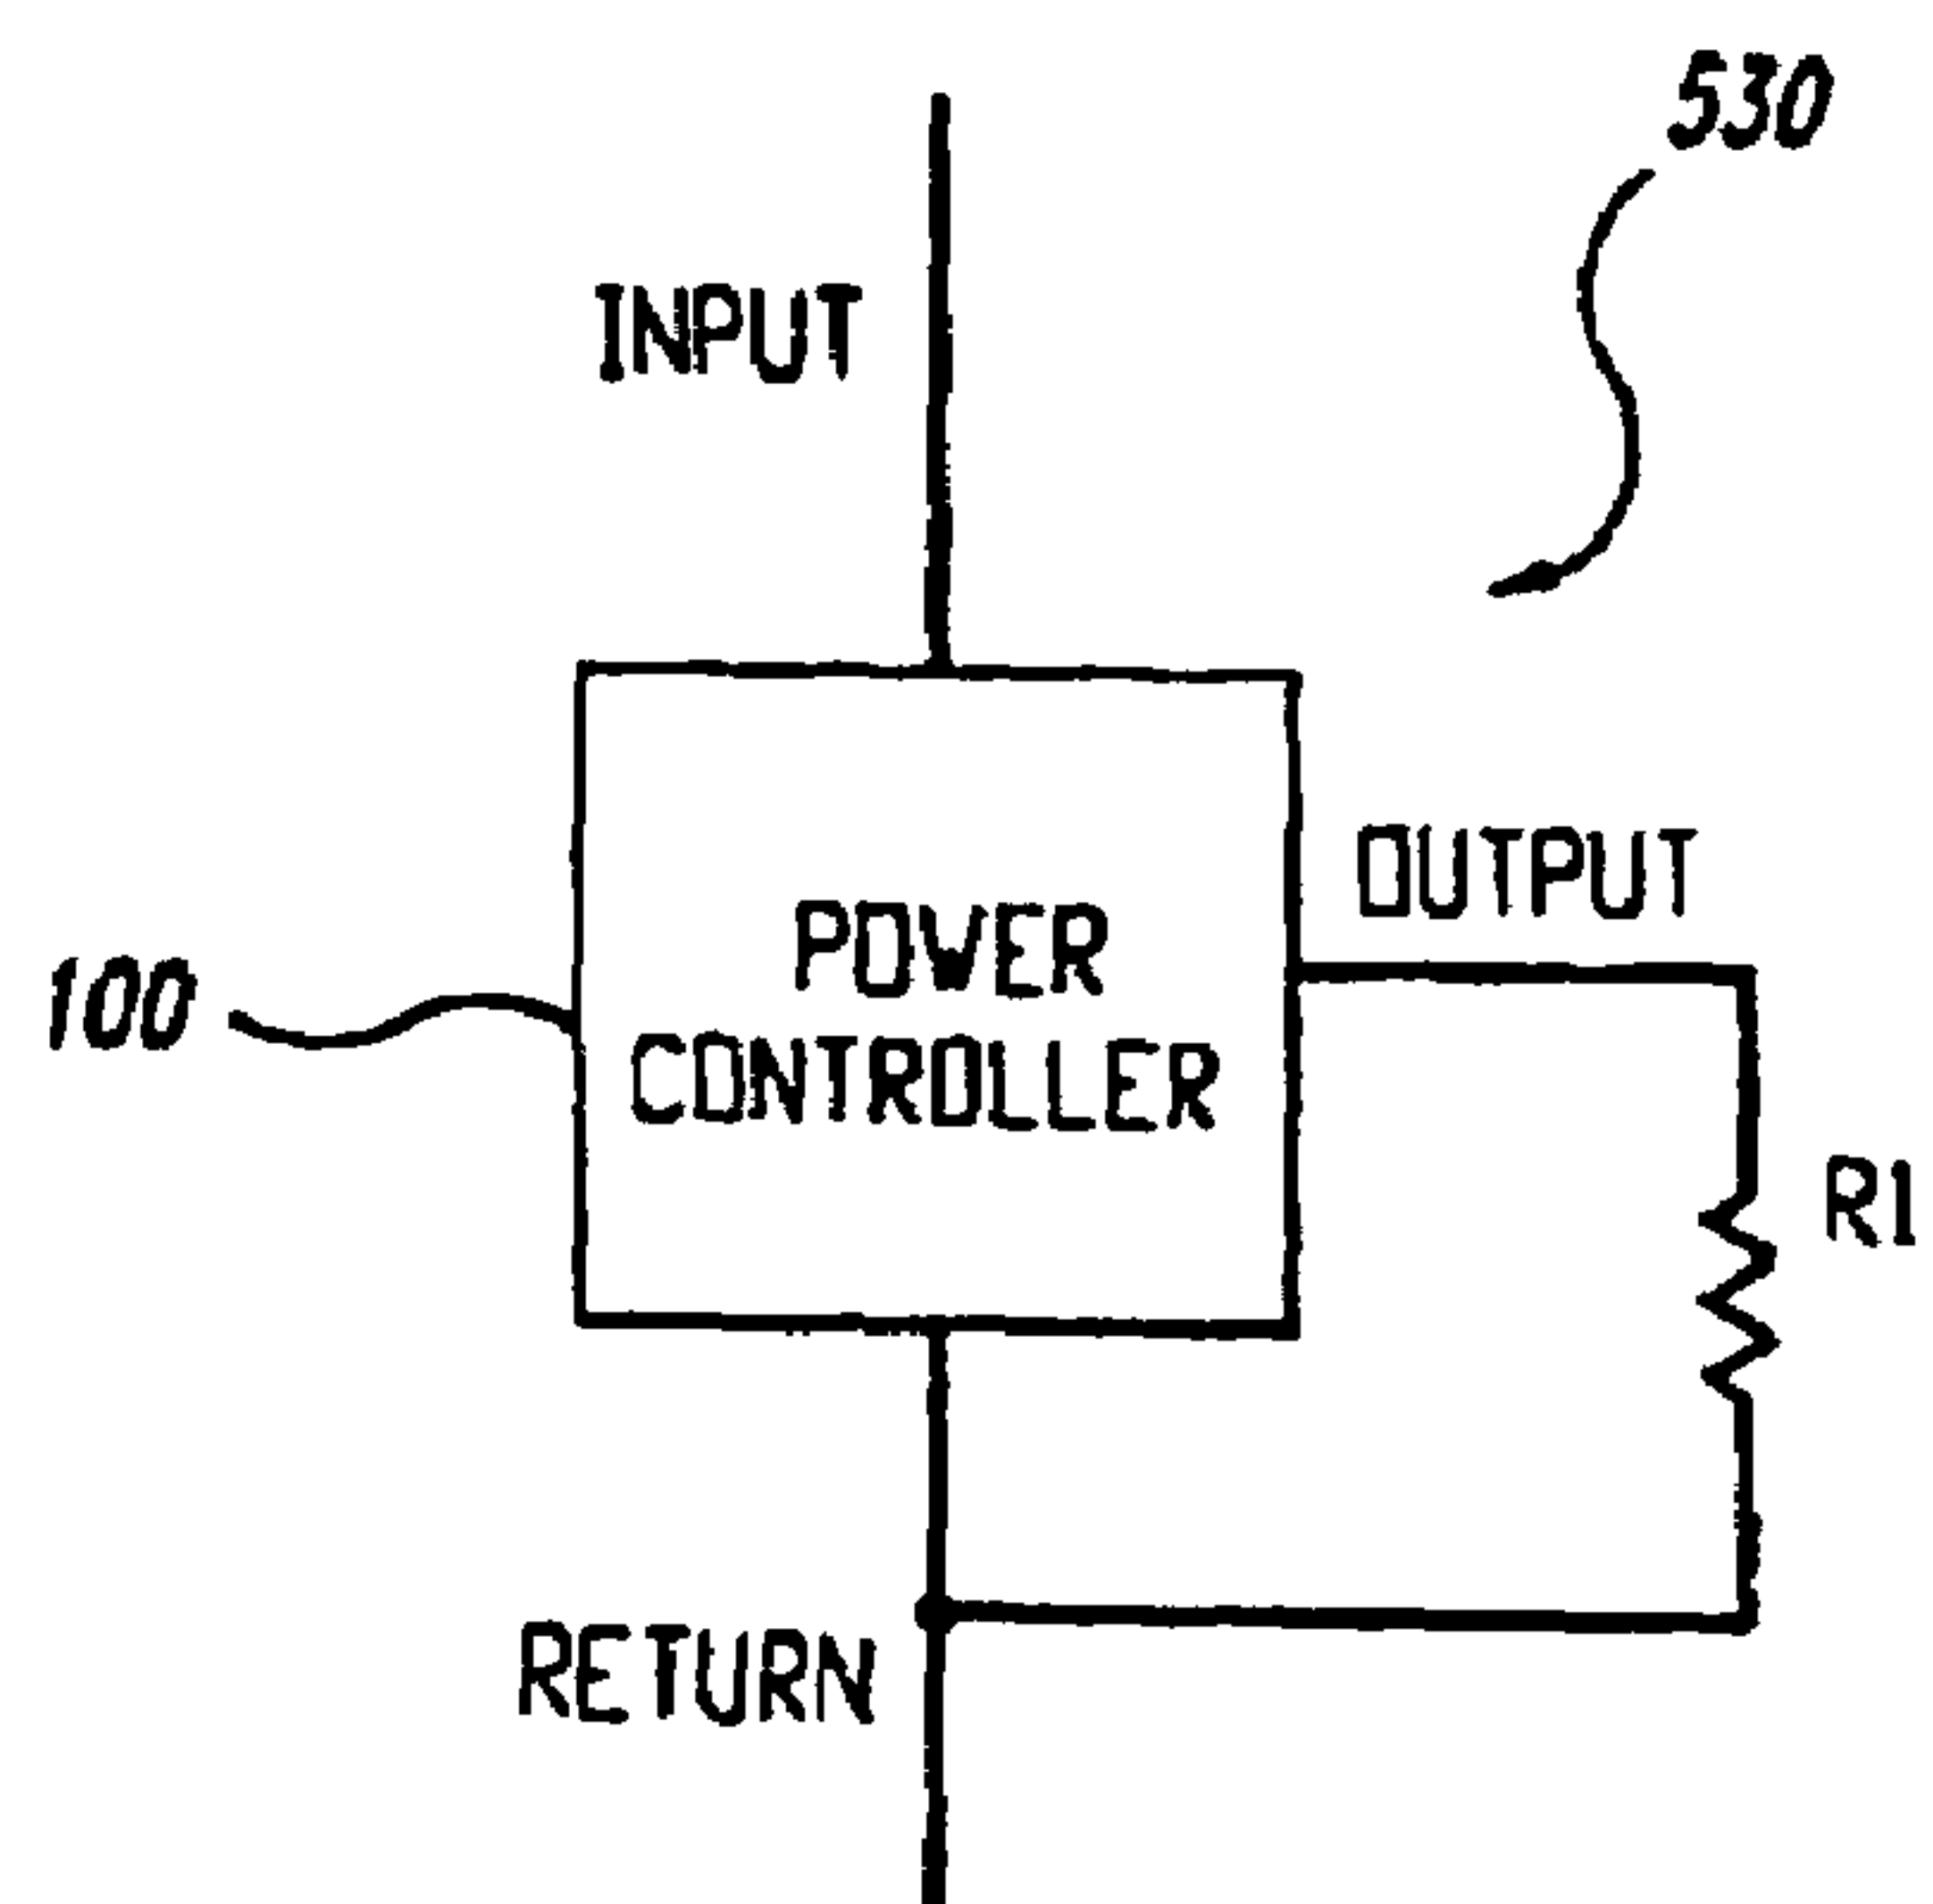 530
INPUT
OUTPUT
POWER
CONTROLLER
100
R1
RETURN